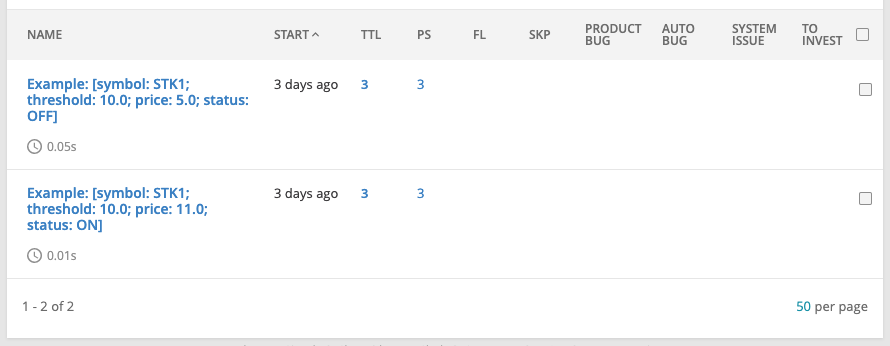 NAME START TTL PS FL SKP PRODUCT BUG AUTO BUG SYSTEM ISSUE TO INVEST
Example: [symbol: STK1;
threshold: 10.0; price: 5.0; status:
OFF]
3 days ago 3 3
0.05s
Example: [symbol: STK1;
threshold: 10.0; price: 11.0;
status: ON]
3 days ago 3 3
0.01s
1 - 2 of 2 50 per page